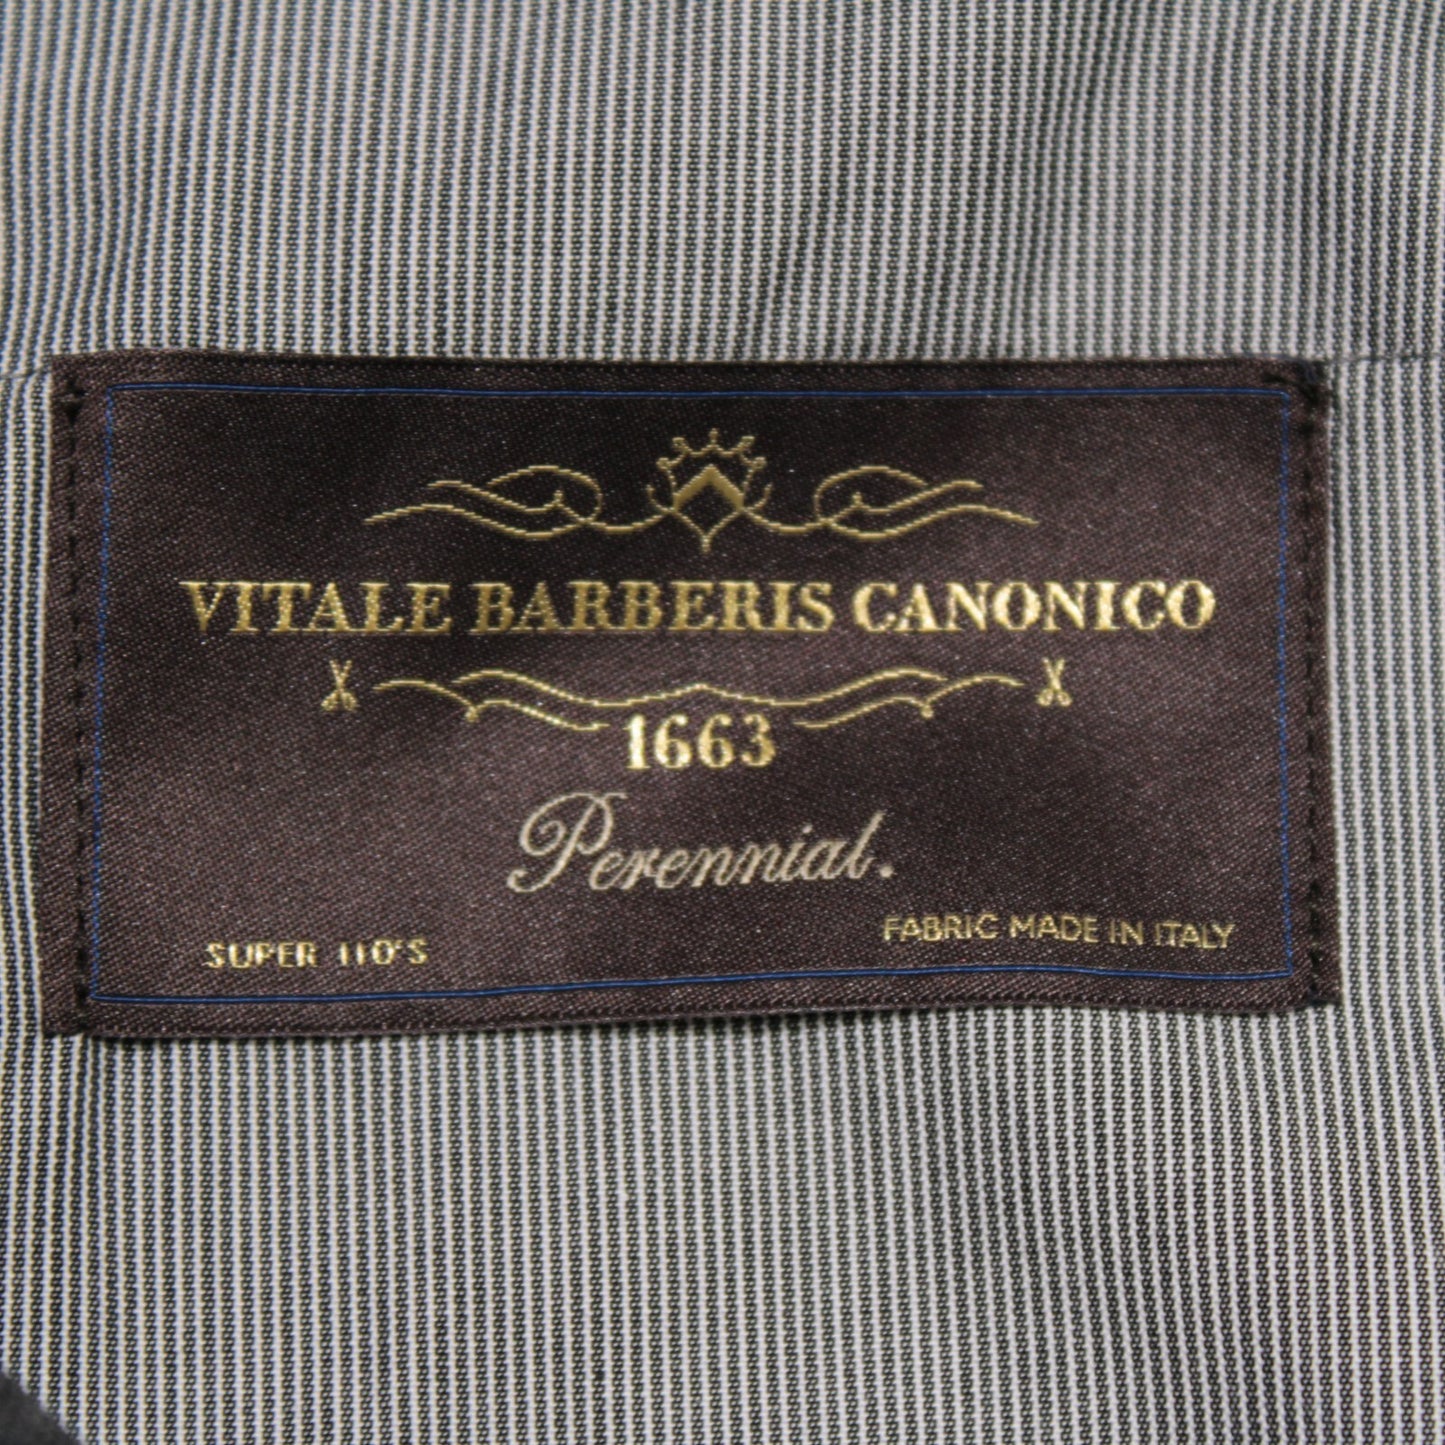 VITALE BARBERIS CANONICO
1663
Perennial.
SUPER 110'S
FABRIC MADE IN ITALY